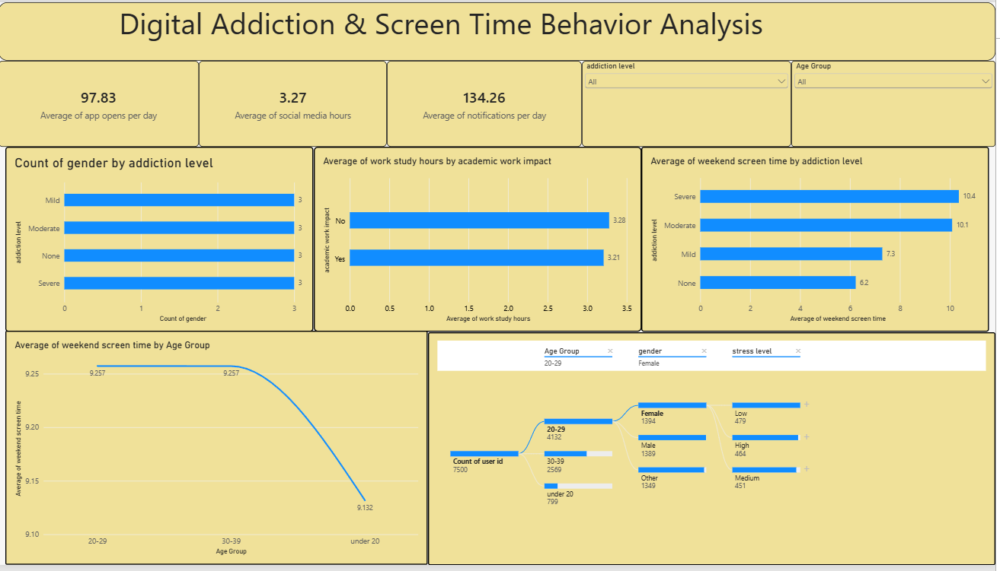 Digital Addiction & Screen Time Behavior Analysis
97.83
Average of app opens per day
3.27
Average of social media hours
134.26
Average of notifications per day
addiction level
All
Age Group
All
Count of gender by addiction level
addiction level
Mild 3
Moderate 3
None 3
Severe 3
0 1 2 3
Count of gender
Average of work study hours by academic work impact
academic work impact
No 3.28
Yes 3.21
0.0 0.5 1.0 1.5 2.0 2.5 3.0 3.5
Average of work study hours
Average of weekend screen time by addiction level
addiction level
Severe 10.4
Moderate 10.1
Mild 7.3
None 6.2
0 2 4 6 8 10
Average of weekend screen time
Average of weekend screen time by Age Group
Average of weekend screen time
9.25
9.20
9.15
9.10
9.257
9.257
9.132
20-29 30-39 under 20
Age Group
Age Group
20-29
gender
Female
stress level
Count of user id
7500
20-29
4132
30-39
2569
under 20
799
Female
1394
Male
1389
Other
1349
Low
479
High
464
Medium
451